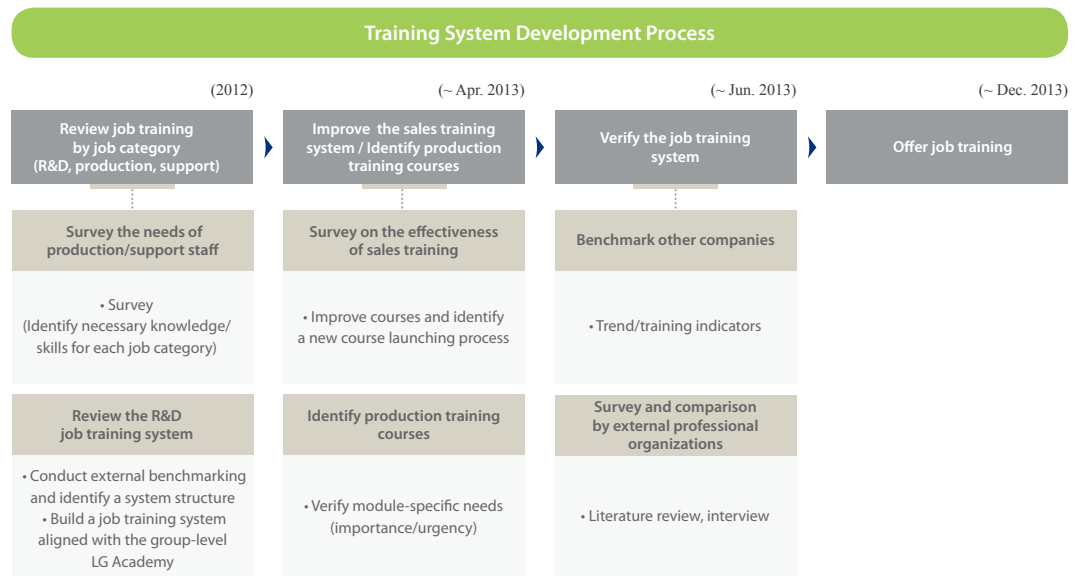 Training System Development Process
(2012)
Review job training
by job category
(R&D, production, support)
Survey the needs of
production/support staff
• Survey
(Identify necessary knowledge/
skills for each job category)
Review the R&D
job training system
• Conduct external benchmarking
and identify a system structure
• Build a job training system
aligned with the group-level
LG Academy
(~ Apr. 2013)
Improve the sales training
system / Identify production
training courses
Survey on the effectiveness
of sales training
• Improve courses and identify
a new course launching process
Identify production training
courses
• Verify module-specific needs
(importance/urgency)
(~ Jun. 2013)
Verify the job training
system
Benchmark other companies
• Trend/training indicators
Survey and comparison
by external professional
organizations
• Literature review, interview
(~ Dec. 2013)
Offer job training